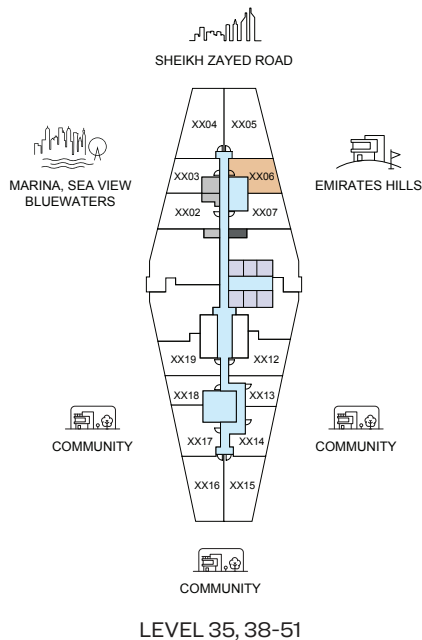 SHEIKH ZAYED ROAD
XX04 XX05
MARINA, SEA VIEW
BLUEWATERS
XX03 XX06
EMIRATES HILLS
XX02 XX07
XX19 XX12
XX18 XX13
COMMUNITY
XX17 XX14
COMMUNITY
XX16 XX15
COMMUNITY
LEVEL 35, 38-51